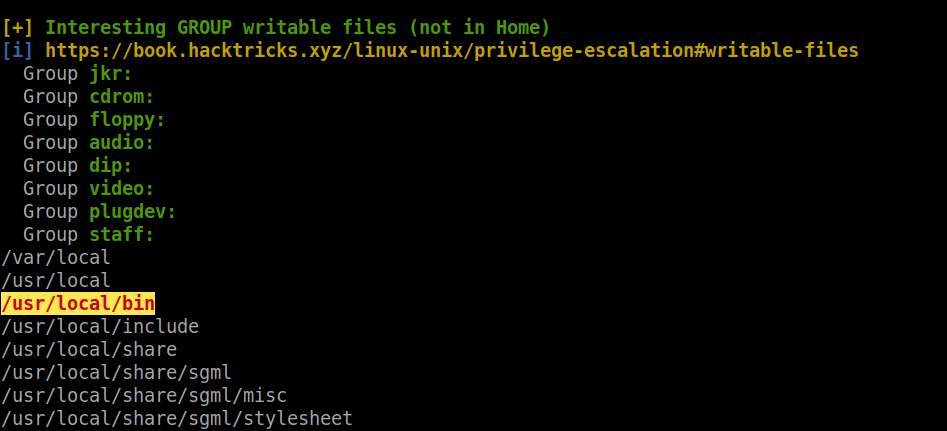 [+] Interesting GROUP writable files (not in Home)
[i] https://book.hacktricks.xyz/linux-unix/privilege-escalation#writable-files
Group jkr:
Group cdrom:
Group floppy:
Group audio:
Group dip:
Group video:
Group plugdev:
Group staff:
/var/local
/usr/local
/usr/local/bin
/usr/local/include
/usr/local/share
/usr/local/share/sgml
/usr/local/share/sgml/misc
/usr/local/share/sgml/stylesheet